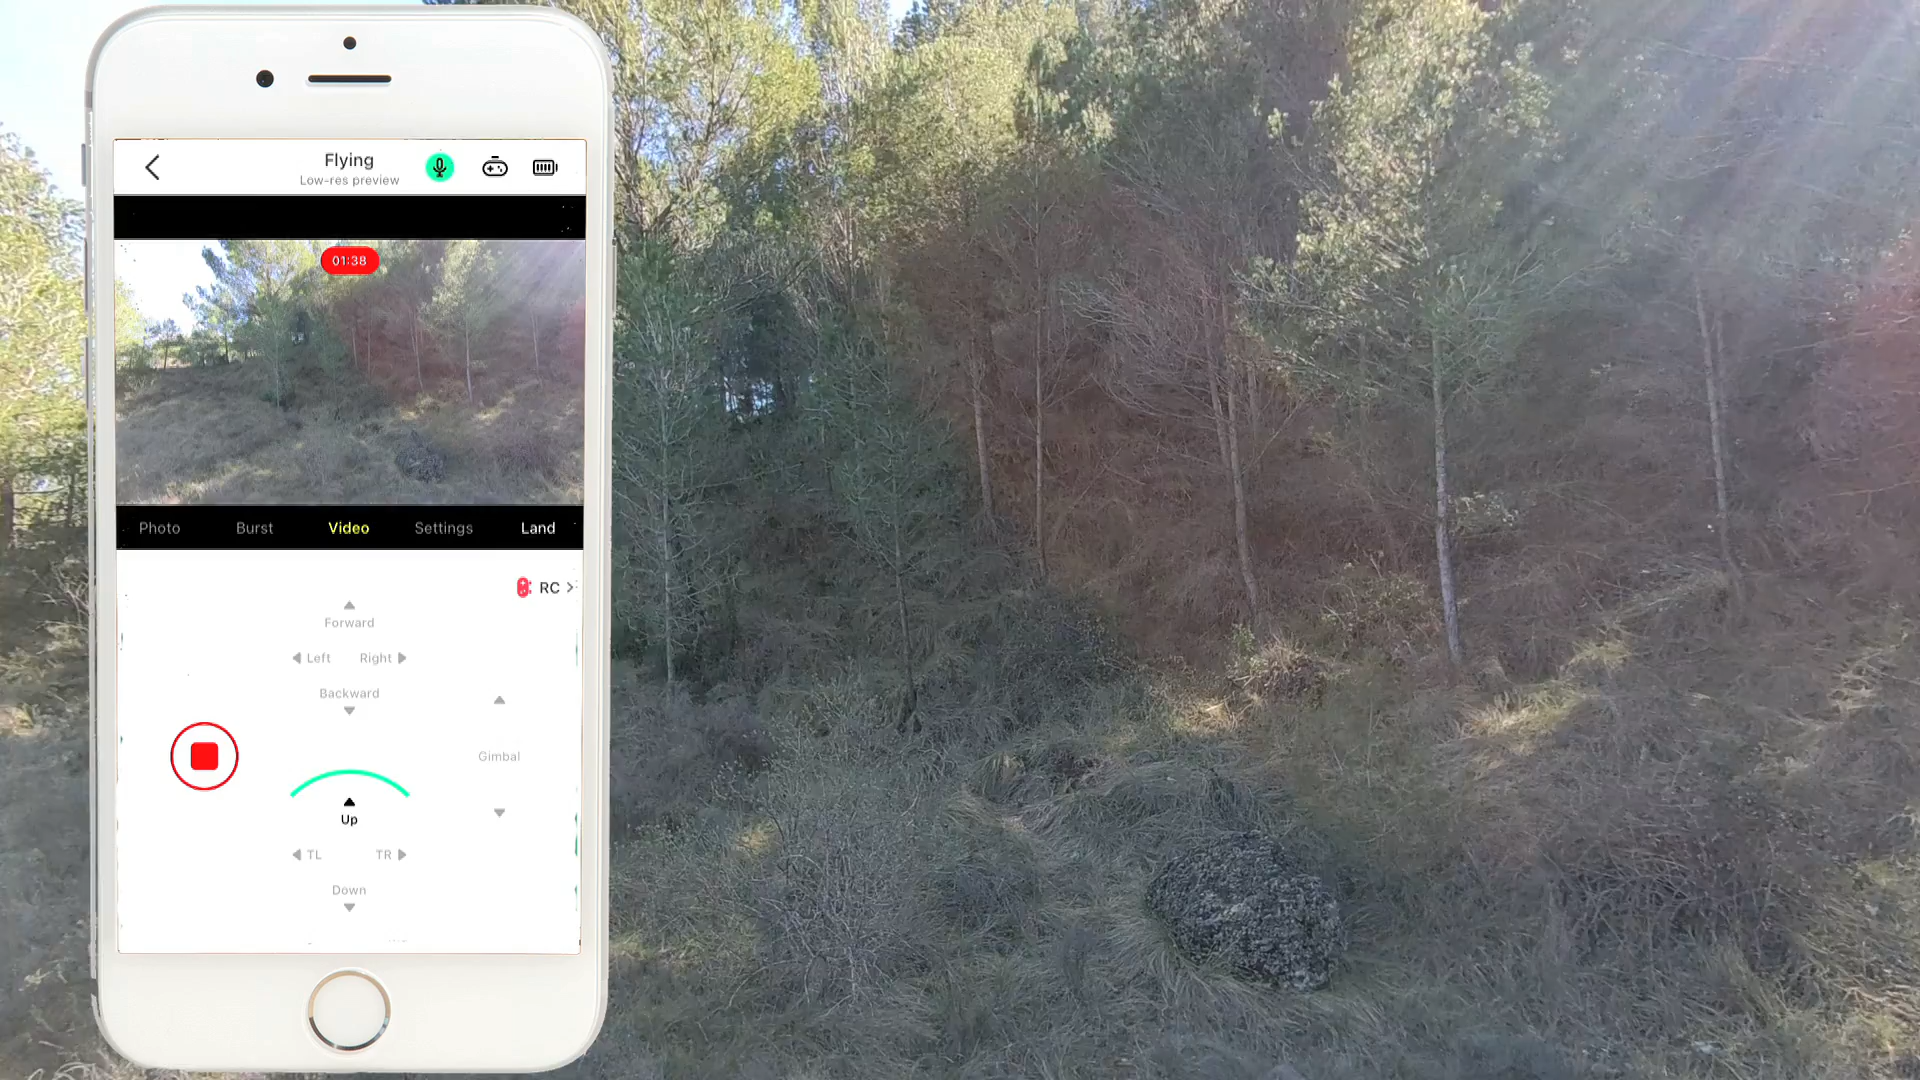 Flying
Low-res preview
01:38
Photo Burst Video Settings Land
RC
Forward
Left Right
Backward
Gimbal
Up
TL TR
Down